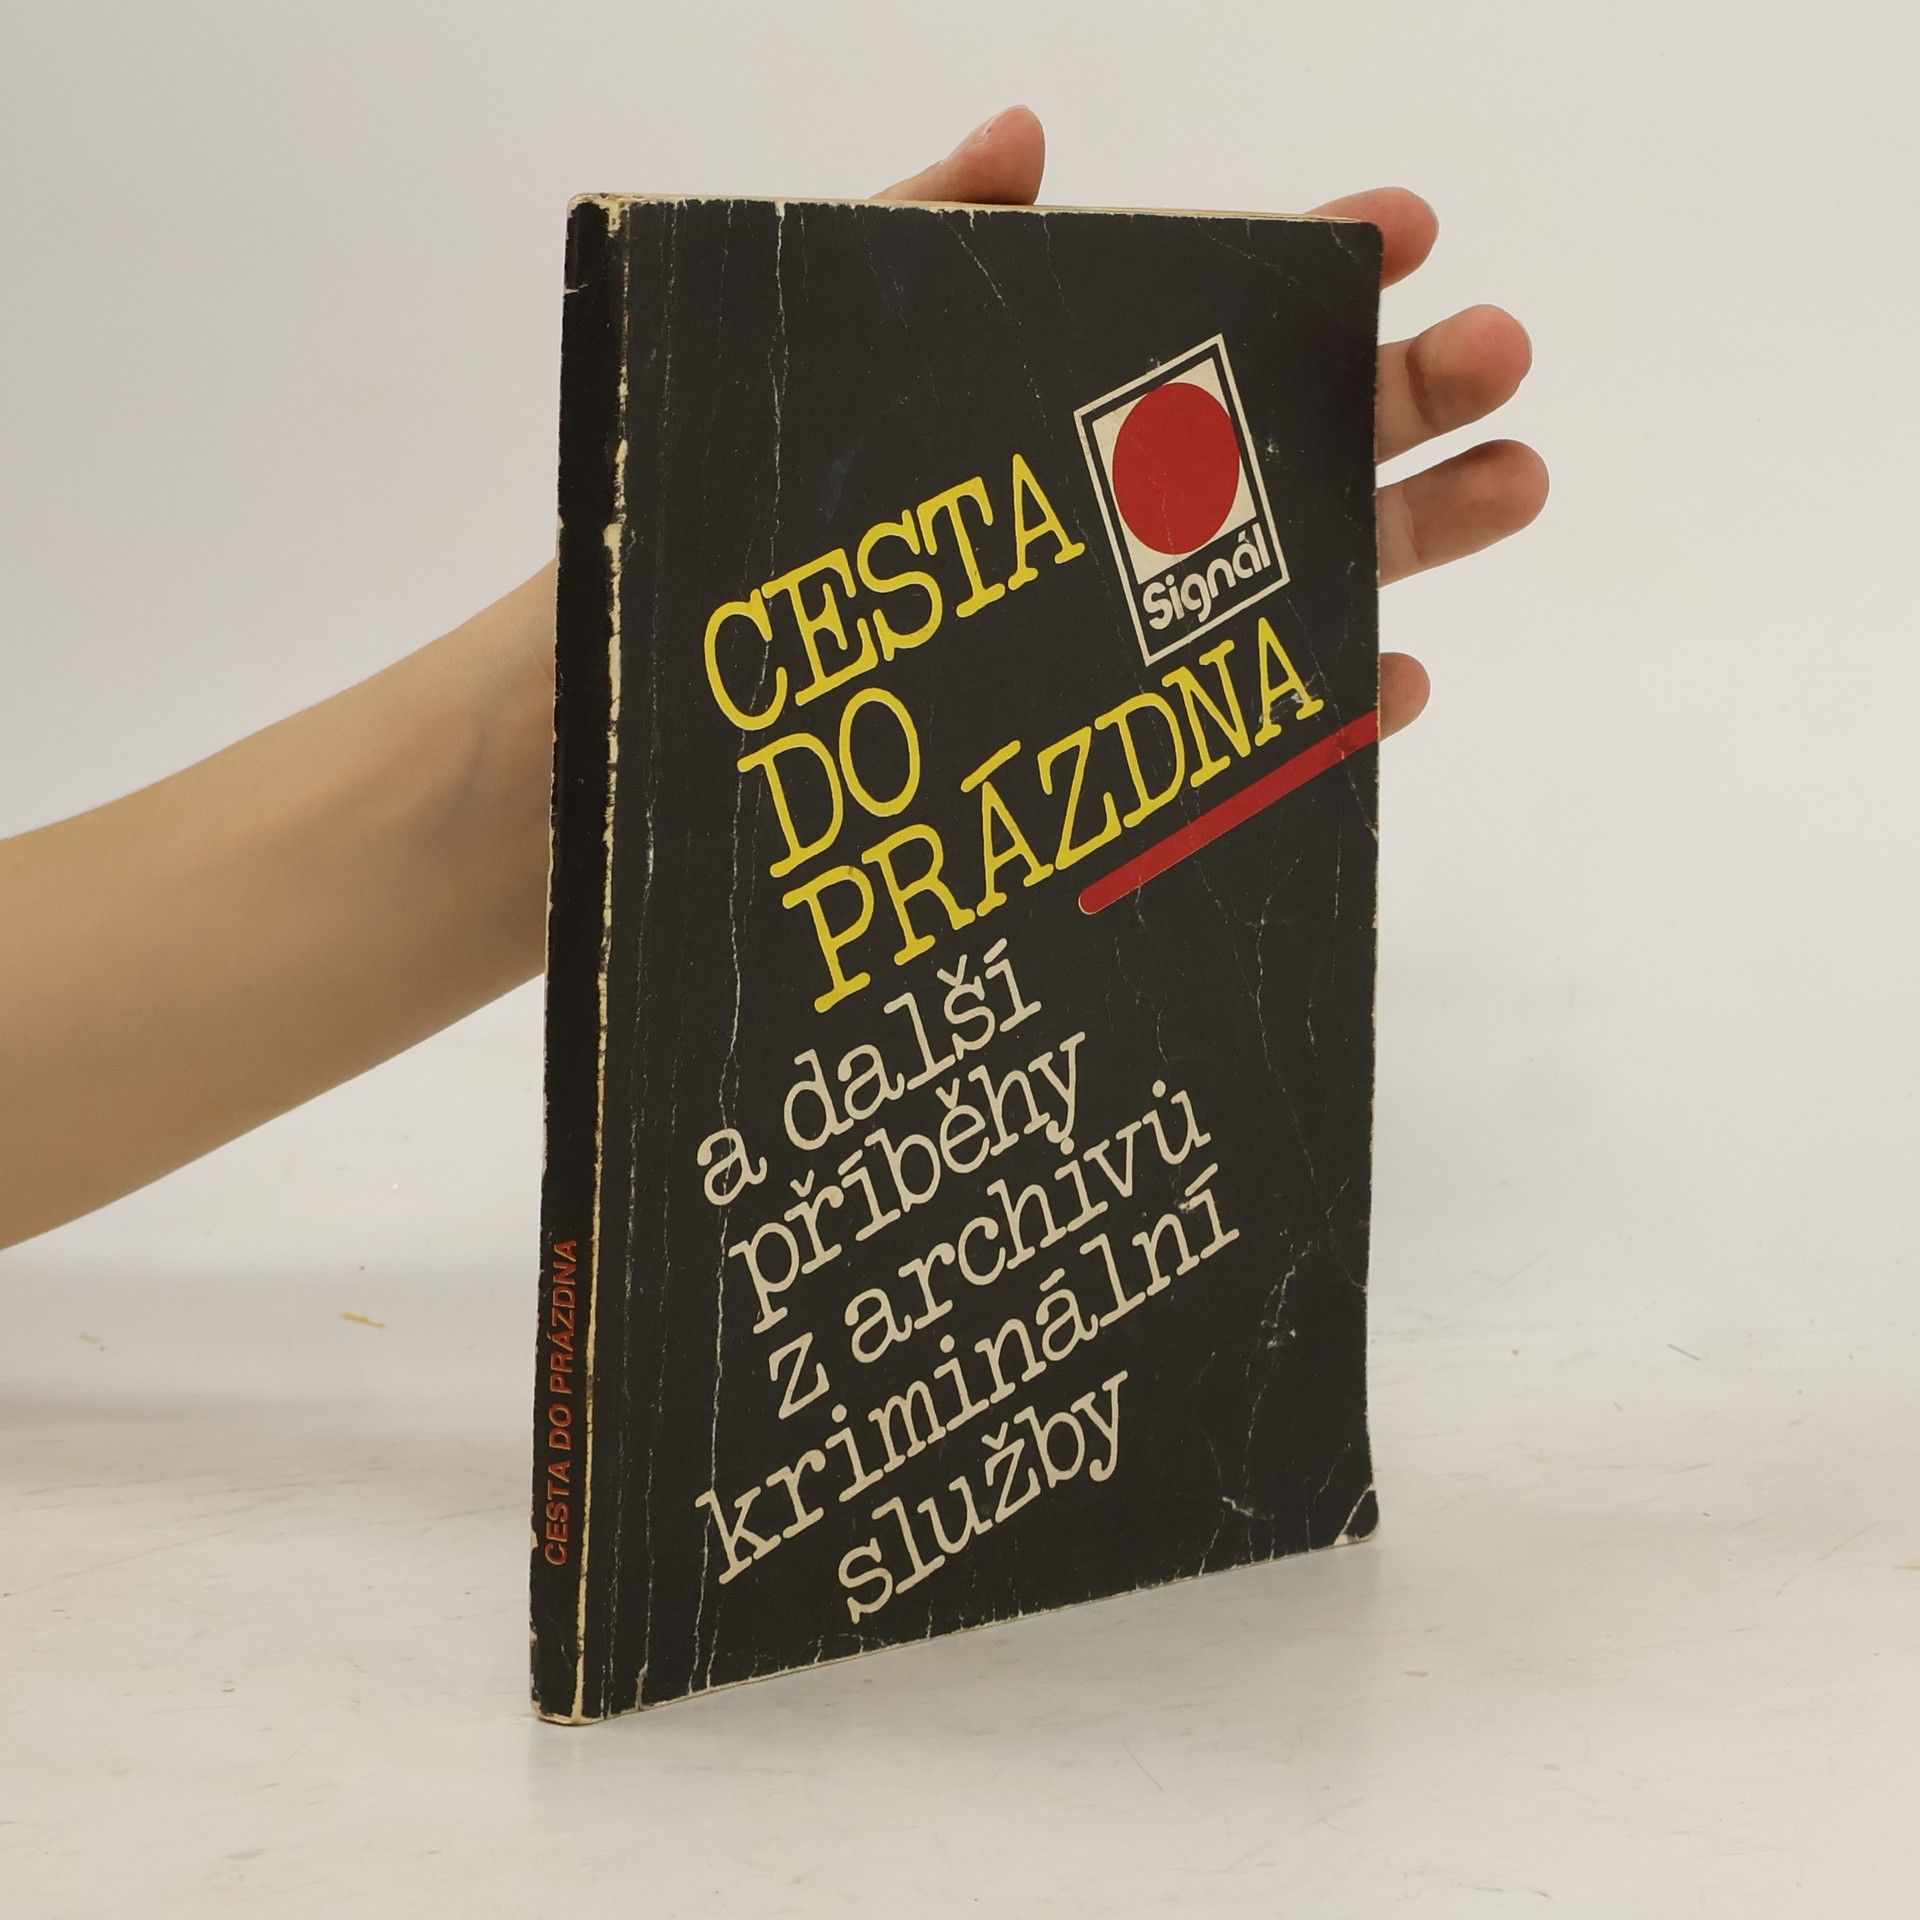 CESTA
DO
PRÁZDNA
Signál
a další
příběhy
z archivů
kriminální
služby
CESTA DO PRÁZDNA